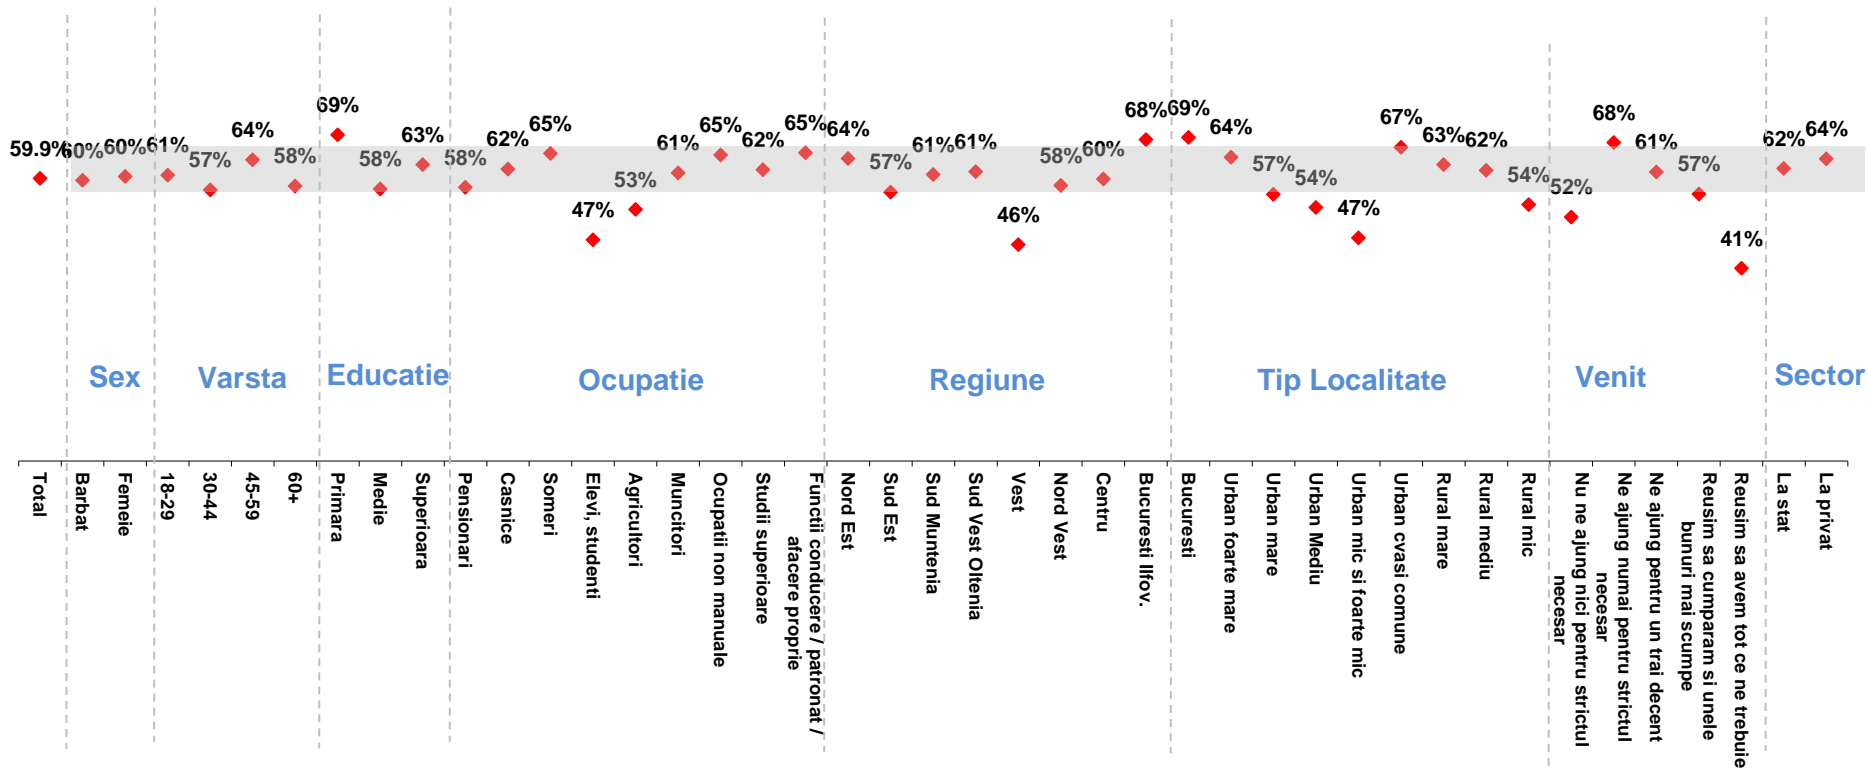 59.9%
60%
60%
61%
57%
64%
58%
69%
58%
63%
58%
62%
65%
47%
53%
61%
65%
62%
65%
64%
57%
61%
61%
46%
58%
60%
68%
69%
64%
57%
54%
47%
67%
63%
62%
54%
52%
68%
61%
57%
41%
62%
64%
Sex
Varsta
Educatie
Ocupatie
Regiune
Tip Localitate
Venit
Sector
Total
Barbat
Femeie
18-29
30-44
45-59
60+
Primara
Medie
Superioara
Pensionari
Casnice
Someri
Elevi, studenti
Agricultori
Muncitori
Ocupatii non manuale
Studii superioare
Functii conducere / patronat /
afacere proprie
Nord Est
Sud Est
Sud Muntenia
Sud Vest Oltenia
Vest
Nord Vest
Centru
Bucuresti Ilfov.
Bucuresti
Urban foarte mare
Urban mare
Urban Mediu
Urban mic si foarte mic
Urban cvasi comune
Rural mare
Rural mediu
Rural mic
Nu ne ajung nici pentru strictul
necesar
Ne ajung numai pentru strictul
necesar
Ne ajung pentru un trai decent
Reusim sa cumparam si unele
bunuri mai scumpe
Reusim sa avem tot ce ne trebuie
La stat
La privat